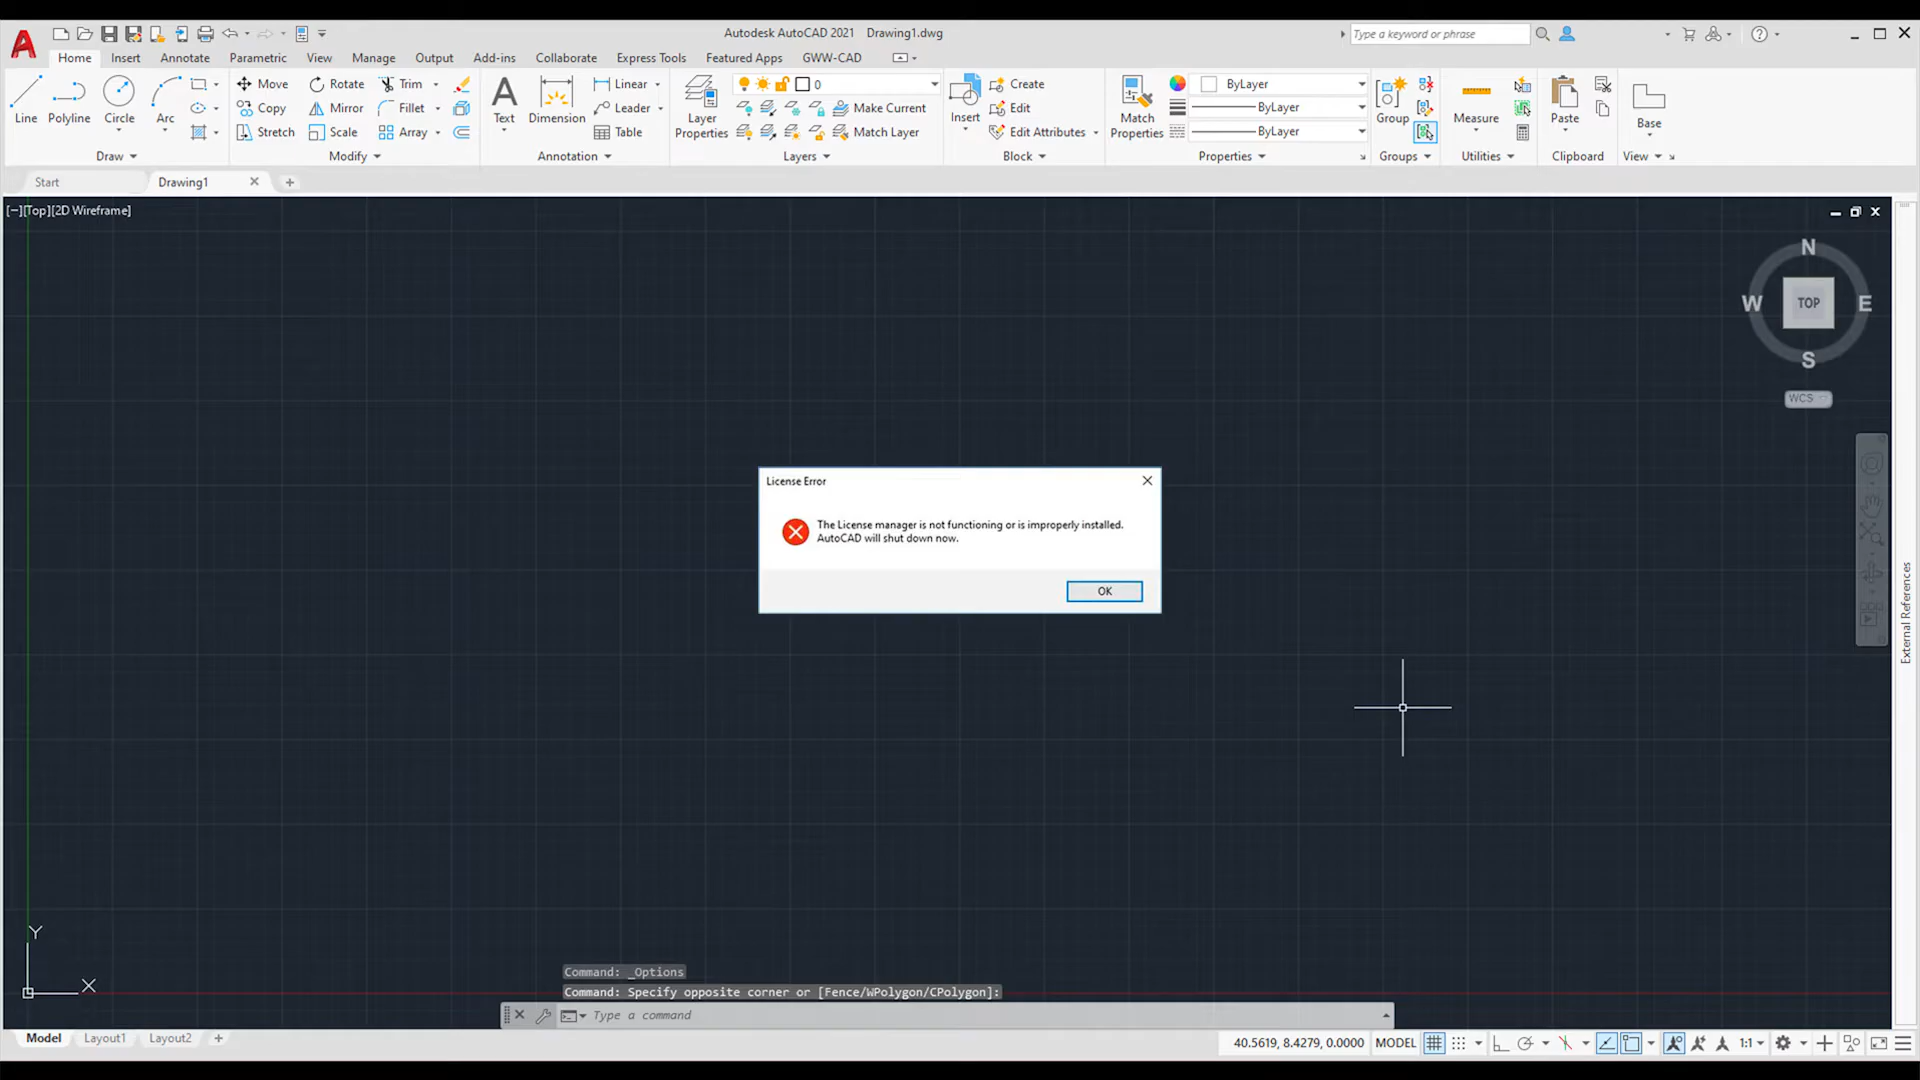 Autodesk AutoCAD 2021 Drawing1.dwg
Type a keyword or phrase
Home Insert Annotate Parametric View Manage Output Add-ins Collaborate Express Tools Featured Apps GWW-CAD
Line
Polyline
Circle
Arc
Draw
Move
Copy
Stretch
Rotate
Mirror
Scale
Trim
Fillet
Array
Modify
Text
Dimension
Linear
Leader
Table
Annotation
Layer
Properties
0
Make Current
Match Layer
Layers
Insert
Create
Edit
Edit Attributes
Block
Match
Properties
ByLayer
ByLayer
ByLayer
Properties
Group
Groups
Measure
Utilities
Paste
Clipboard
Base
View
Start
Drawing1
[−][Top][2D Wireframe]
N
W TOP E
S
WCS
License Error
The License manager is not functioning or is improperly installed.
AutoCAD will shut down now.
OK
External References
Y
X
Command: _Options
Command: Specify opposite corner or [Fence/WPolygon/CPolygon]:
Type a command
Model Layout1 Layout2
40.5619, 8.4279, 0.0000 MODEL 1:1